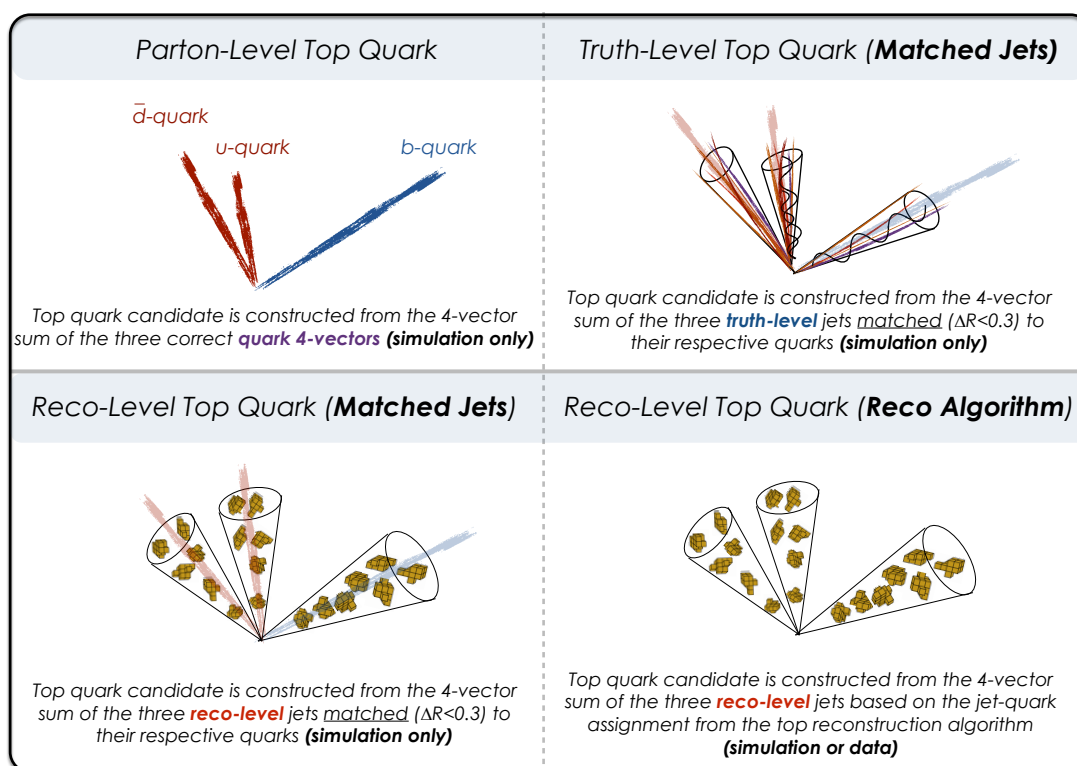 Parton-Level Top Quark
d̄-quark
u-quark
b-quark
Top quark candidate is constructed from the 4-vector
sum of the three correct quark 4-vectors (simulation only)
Truth-Level Top Quark (Matched Jets)
Top quark candidate is constructed from the 4-vector
sum of the three truth-level jets matched (ΔR<0.3) to
their respective quarks (simulation only)
Reco-Level Top Quark (Matched Jets)
Top quark candidate is constructed from the 4-vector
sum of the three reco-level jets matched (ΔR<0.3) to
their respective quarks (simulation only)
Reco-Level Top Quark (Reco Algorithm)
Top quark candidate is constructed from the 4-vector
sum of the three reco-level jets based on the jet-quark
assignment from the top reconstruction algorithm
(simulation or data)